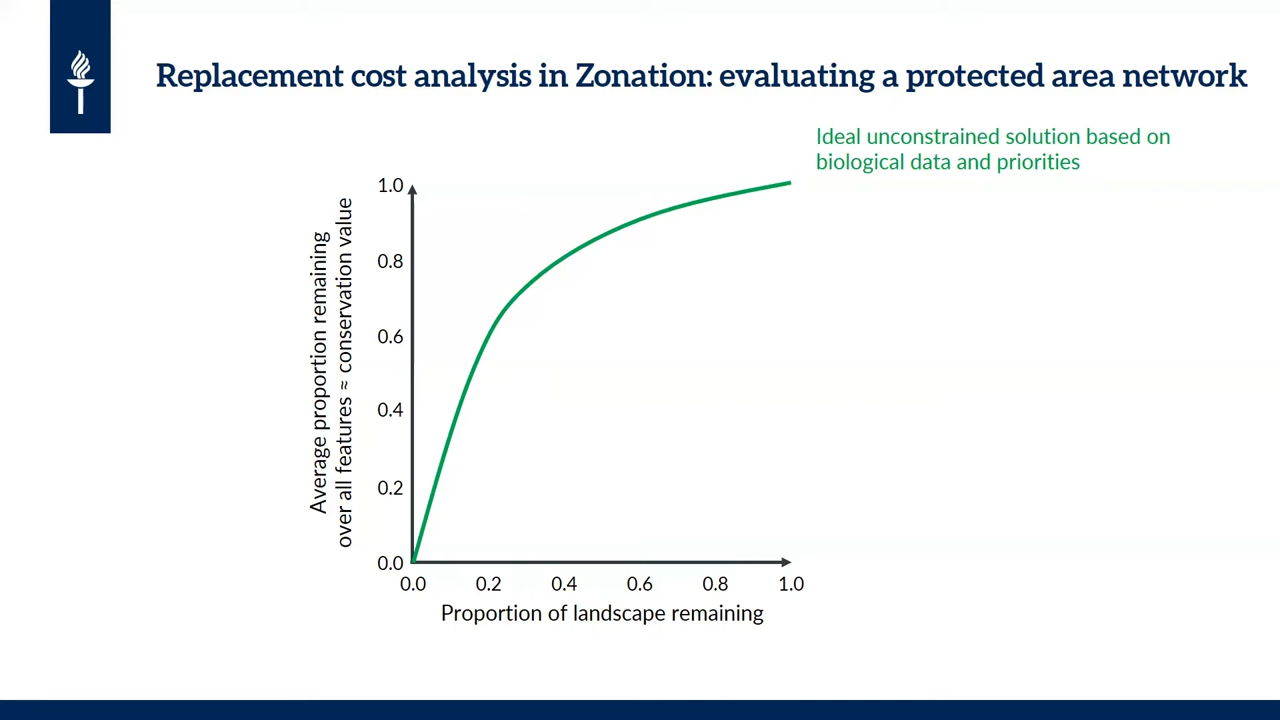 Replacement cost analysis in Zonation: evaluating a protected area network
Ideal unconstrained solution based on
biological data and priorities
Average proportion remaining
over all features ≈ conservation value
1.0
0.8
0.6
0.4
0.2
0.0
0.0 0.2 0.4 0.6 0.8 1.0
Proportion of landscape remaining